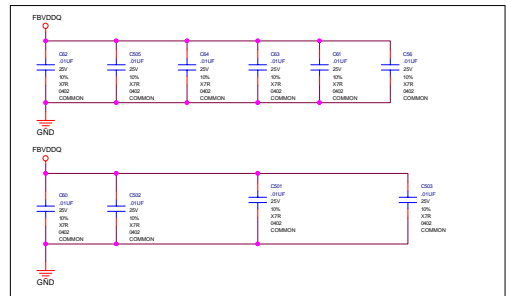 FBVDDQ
C62 C505 C64 C63 C61 C56
.01UF .01UF .01UF .01UF .01UF .01UF
25V 25V 25V 25V 25V 25V
10% 10% 10% 10% 10% 10%
X7R X7R X7R X7R X7R X7R
0402 0402 0402 0402 0402 0402
COMMON COMMON COMMON COMMON COMMON COMMON
GND
FBVDDQ
C60 C502 C501 C503
.01UF .01UF .01UF .01UF
25V 25V 25V 25V
10% 10% 10% 10%
X7R X7R X7R X7R
0402 0402 0402 0402
COMMON COMMON COMMON COMMON
GND